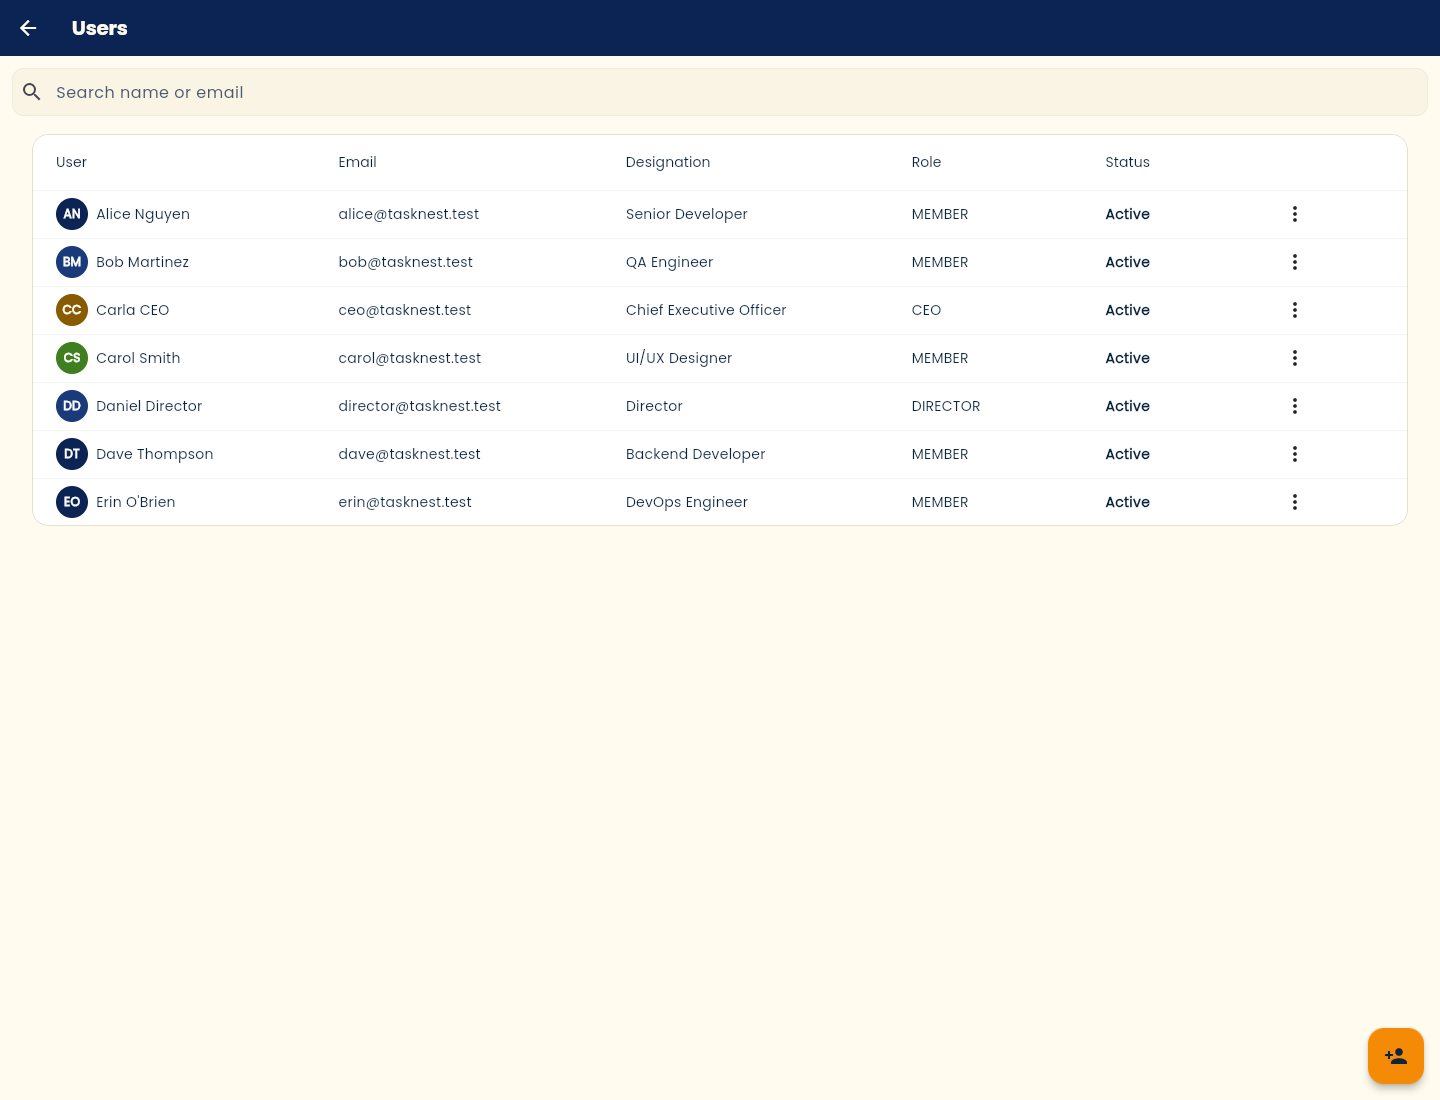 Users
Search name or email
User Email Designation Role Status
AN Alice Nguyen alice@tasknest.test Senior Developer MEMBER Active
BM Bob Martinez bob@tasknest.test QA Engineer MEMBER Active
CC Carla CEO ceo@tasknest.test Chief Executive Officer CEO Active
CS Carol Smith carol@tasknest.test UI/UX Designer MEMBER Active
DD Daniel Director director@tasknest.test Director DIRECTOR Active
DT Dave Thompson dave@tasknest.test Backend Developer MEMBER Active
EO Erin O'Brien erin@tasknest.test DevOps Engineer MEMBER Active